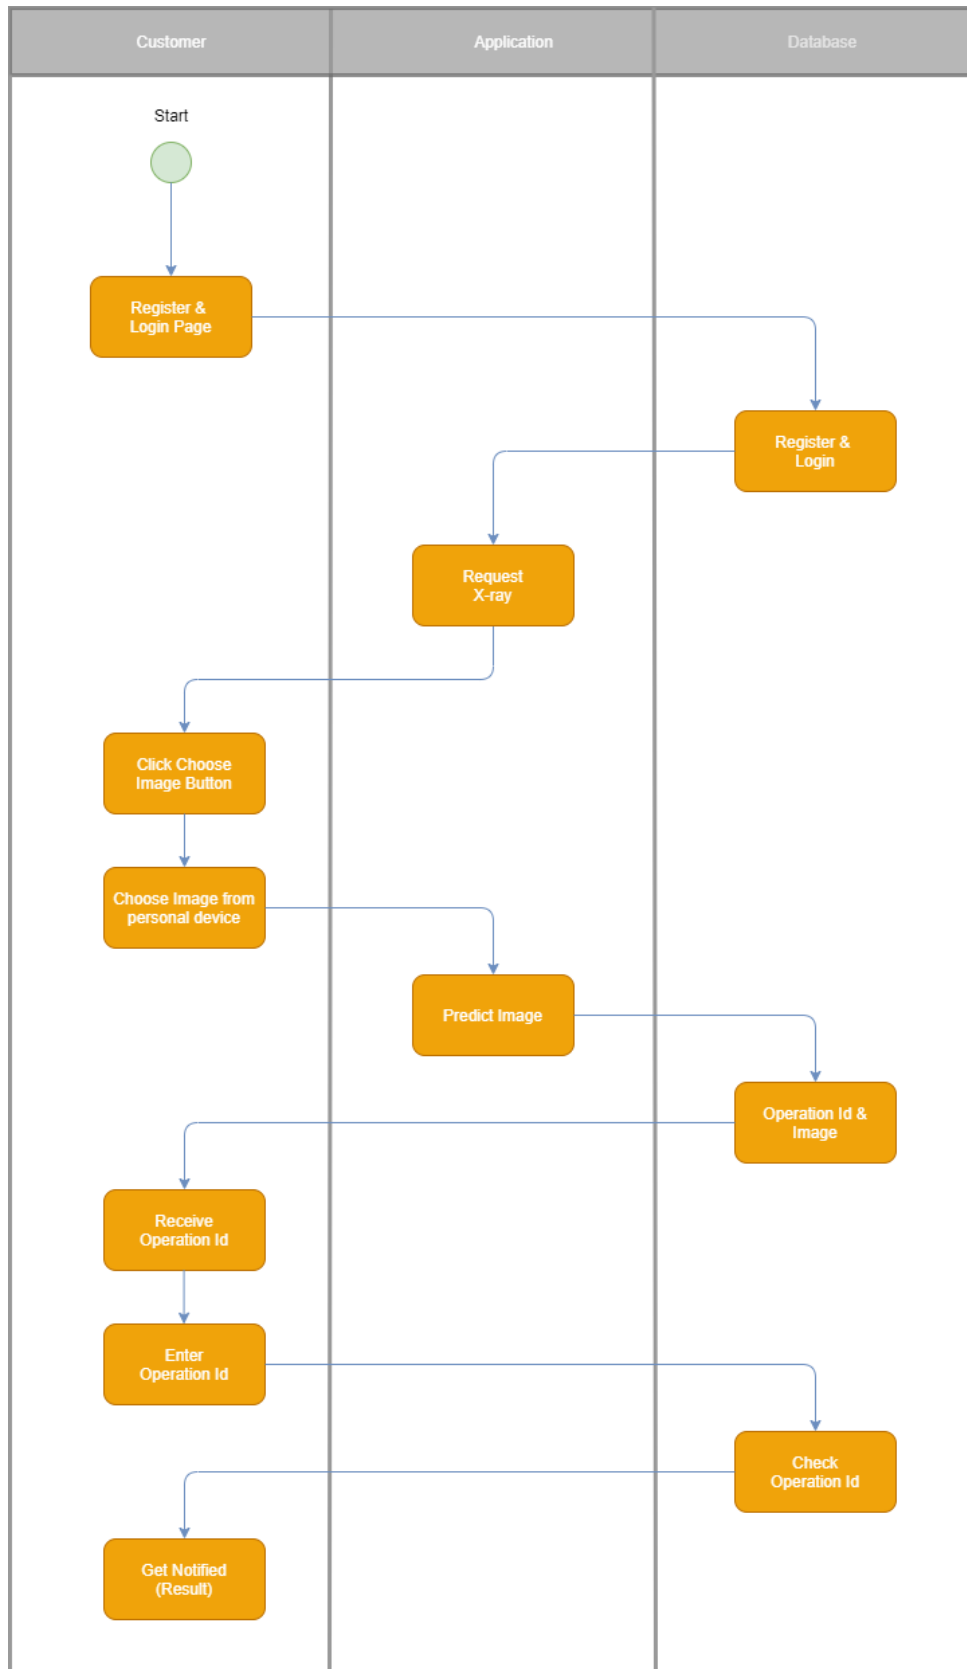 Customer
Application
Database
Start
Register &
Login Page
Register &
Login
Request
X-ray
Click Choose
Image Button
Choose Image from
personal device
Predict Image
Operation Id &
Image
Receive
Operation Id
Enter
Operation Id
Check
Operation Id
Get Notified
(Result)